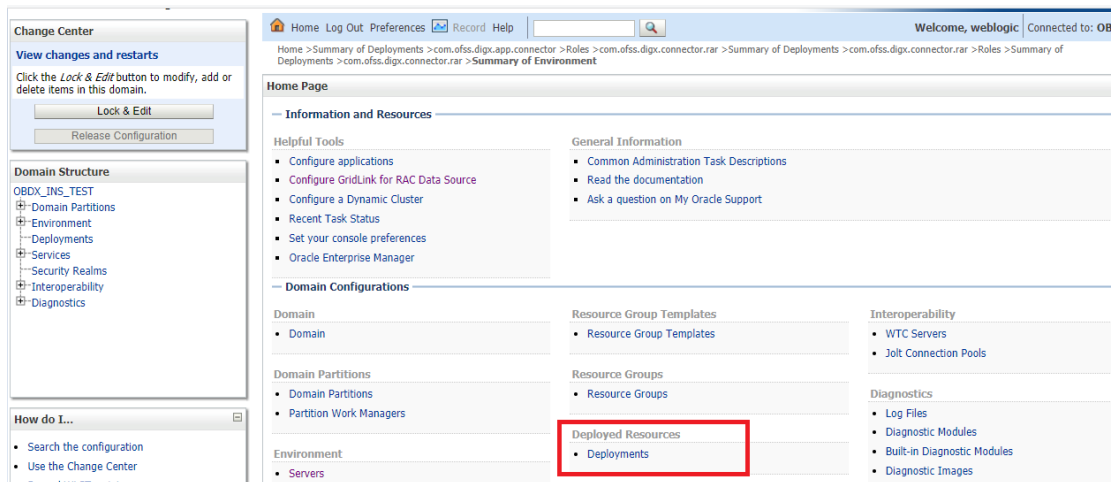 Change Center
View changes and restarts
Click the Lock & Edit button to modify, add or
delete items in this domain.
Lock & Edit
Release Configuration
Domain Structure
OBDX_INS_TEST
Domain Partitions
Environment
Deployments
Services
Security Realms
Interoperability
Diagnostics
How do I...
Search the configuration
Use the Change Center
Home Log Out Preferences Record Help
Welcome, weblogic Connected to: OB
Home >Summary of Deployments >com.ofss.digx.app.connector >Roles >com.ofss.digx.connector.rar >Summary of Deployments >com.ofss.digx.connector.rar >Roles >Summary of
Deployments >com.ofss.digx.connector.rar >Summary of Environment
Home Page
Information and Resources
Helpful Tools
Configure applications
Configure GridLink for RAC Data Source
Configure a Dynamic Cluster
Recent Task Status
Set your console preferences
Oracle Enterprise Manager
General Information
Common Administration Task Descriptions
Read the documentation
Ask a question on My Oracle Support
Domain Configurations
Domain
Domain
Domain Partitions
Domain Partitions
Partition Work Managers
Environment
Servers
Resource Group Templates
Resource Group Templates
Resource Groups
Resource Groups
Deployed Resources
Deployments
Interoperability
WTC Servers
Jolt Connection Pools
Diagnostics
Log Files
Diagnostic Modules
Built-in Diagnostic Modules
Diagnostic Images